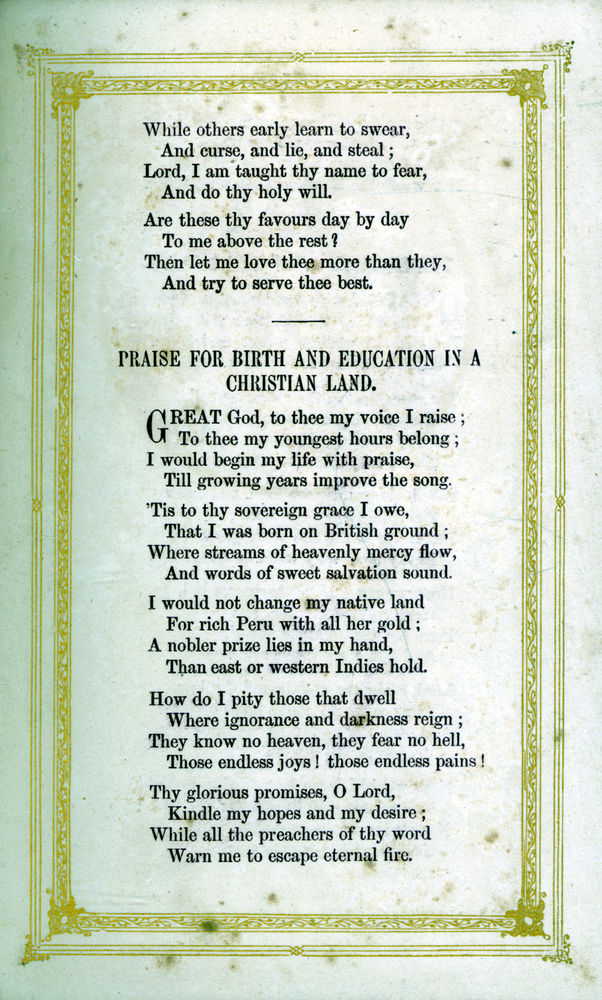 While others early learn to swear,
And curse, and lie, and steal ;
Lord, I am taught thy name to fear,
And do thy holy will.
Are these thy favours day by day
To me above the rest ?
Then let me love thee more than they,
And try to serve thee best.
PRAISE FOR BIRTH AND EDUCATION IN A
CHRISTIAN LAND.
GREAT God, to thee my voice I raise ;
To thee my youngest hours belong ;
I would begin my life with praise,
Till growing years improve the song.
'Tis to thy sovereign grace I owe,
That I was born on British ground ;
Where streams of heavenly mercy flow,
And words of sweet salvation sound.
I would not change my native land
For rich Peru with all her gold ;
A nobler prize lies in my hand,
Than east or western Indies hold.
How do I pity those that dwell
Where ignorance and darkness reign ;
They know no heaven, they fear no hell,
Those endless joys ! those endless pains !
Thy glorious promises, O Lord,
Kindle my hopes and my desire ;
While all the preachers of thy word
Warn me to escape eternal fire.